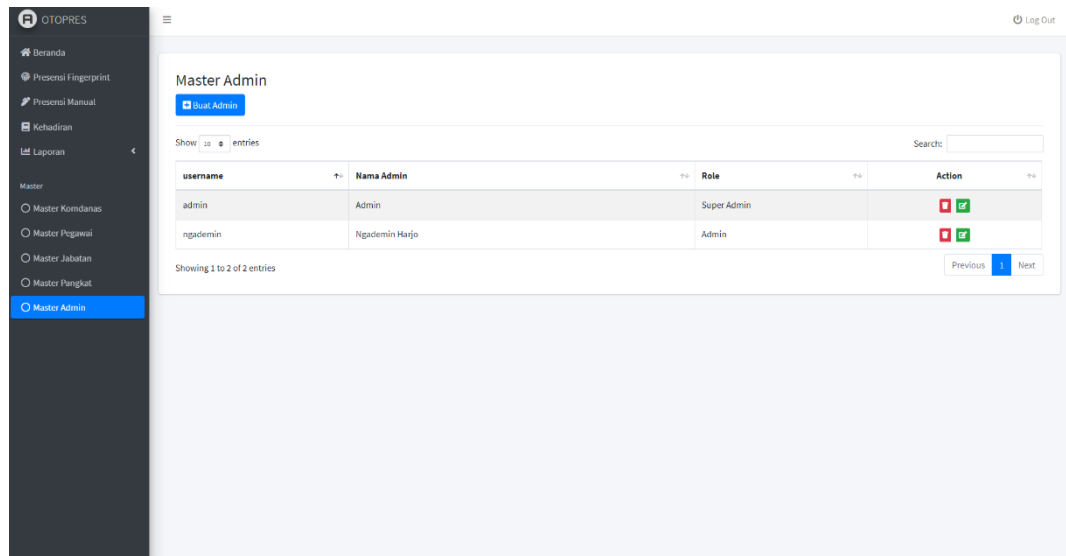 OTOPRES
Log Out
Beranda
Presensi Fingerprint
Presensi Manual
Kehadiran
Laporan
Master
Master Komdanas
Master Pegawai
Master Jabatan
Master Pangkat
Master Admin
Master Admin
Buat Admin
Show 10 entries
Search:
username Nama Admin Role Action
admin Admin Super Admin
ngademin Ngademin Harjo Admin
Showing 1 to 2 of 2 entries
Previous 1 Next